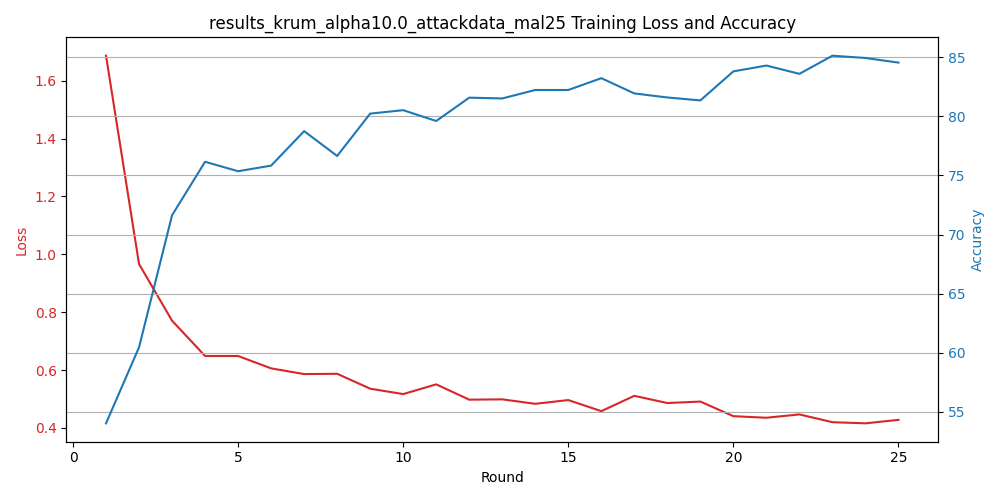 results_krum_alpha10.0_attackdata_mal25 Training Loss and Accuracy
1.6
1.4
1.2
1.0
0.8
0.6
0.4
Loss
85
80
75
70
65
60
55
Accuracy
0 5 10 15 20 25
Round